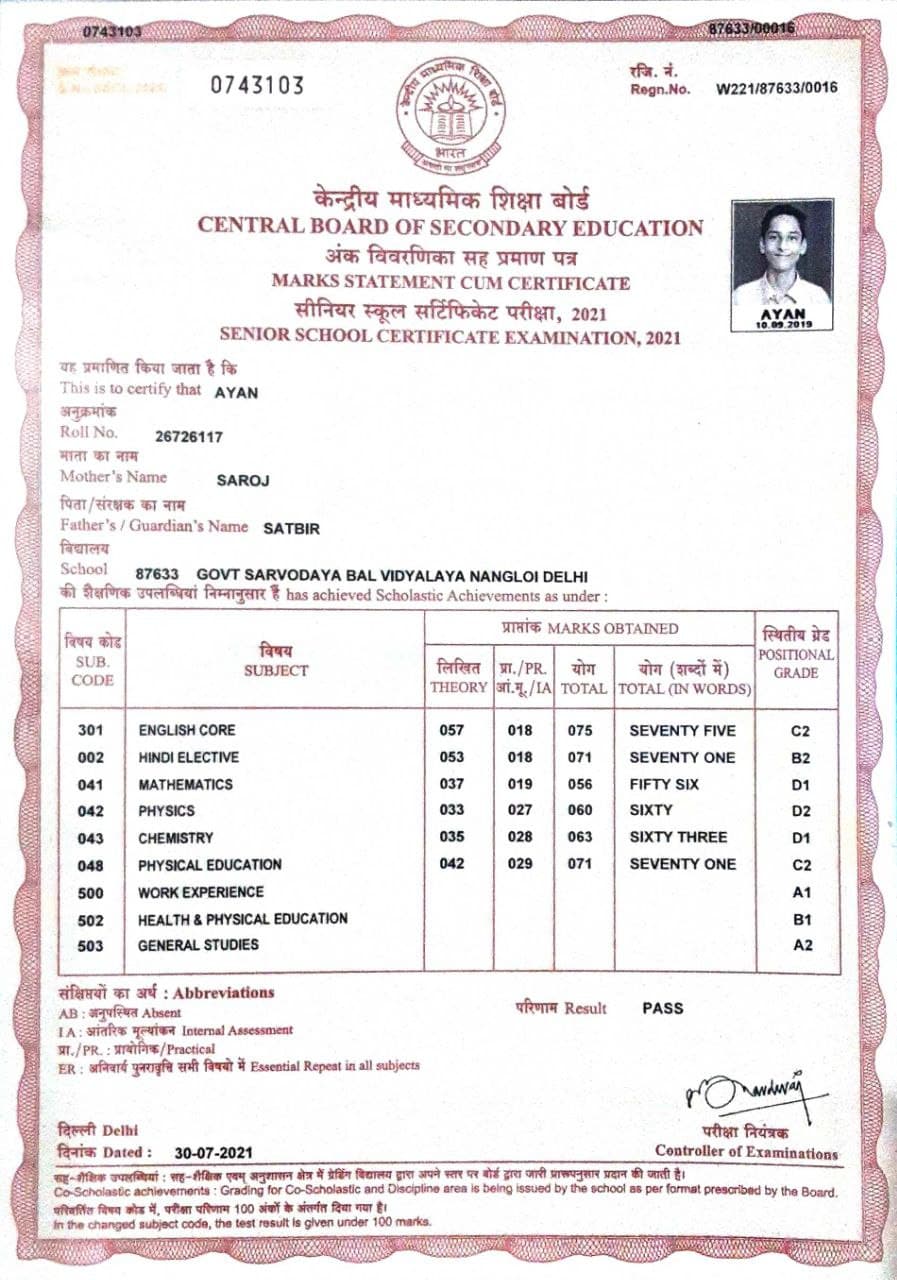 0743103
87633/00016
0743103
रजि. नं.
Regn.No. W221/87633/0016
केन्द्रीय माध्यमिक शिक्षा बोर्ड
भारत
केन्द्रीय माध्यमिक शिक्षा बोर्ड
CENTRAL BOARD OF SECONDARY EDUCATION
अंक विवरणिका सह प्रमाण पत्र
MARKS STATEMENT CUM CERTIFICATE
सीनियर स्कूल सर्टिफिकेट परीक्षा, 2021
SENIOR SCHOOL CERTIFICATE EXAMINATION, 2021
AYAN
10.09.2019
यह प्रमाणित किया जाता है कि
This is to certify that AYAN
अनुक्रमांक
Roll No. 26726117
माता का नाम
Mother's Name SAROJ
पिता/संरक्षक का नाम
Father's / Guardian's Name SATBIR
विद्यालय
School 87633 GOVT SARVODAYA BAL VIDYALAYA NANGLOI DELHI
की शैक्षणिक उपलब्धियां निम्नानुसार हैं has achieved Scholastic Achievements as under :
विषय कोड SUB. CODE
विषय SUBJECT
प्राप्तांक MARKS OBTAINED
लिखित THEORY
प्रा./PR. आं.मू./IA
योग TOTAL
योग (शब्दों में) TOTAL (IN WORDS)
स्थितीय ग्रेड POSITIONAL GRADE
301 ENGLISH CORE 057 018 075 SEVENTY FIVE C2
002 HINDI ELECTIVE 053 018 071 SEVENTY ONE B2
041 MATHEMATICS 037 019 056 FIFTY SIX D1
042 PHYSICS 033 027 060 SIXTY D2
043 CHEMISTRY 035 028 063 SIXTY THREE D1
048 PHYSICAL EDUCATION 042 029 071 SEVENTY ONE C2
500 WORK EXPERIENCE A1
502 HEALTH & PHYSICAL EDUCATION B1
503 GENERAL STUDIES A2
संक्षिप्तियों का अर्थ : Abbreviations
AB : अनुपस्थित Absent
IA : आंतरिक मूल्यांकन Internal Assessment
प्रा./PR. : प्रायोगिक/Practical
ER : अनिवार्य पुनरावृत्ति सभी विषयो में Essential Repeat in all subjects
परिणाम Result PASS
दिल्ली Delhi
दिनांक Dated : 30-07-2021
परीक्षा नियंत्रक
Controller of Examinations
सह-शैक्षिक उपलब्धियां : सह-शैक्षिक एवम् अनुशासन क्षेत्र में ग्रेडिंग विद्यालय द्वारा अपने स्तर पर बोर्ड द्वारा जारी प्रारूपनुसार प्रदान की जाती है।
Co-Scholastic achievements : Grading for Co-Scholastic and Discipline area is being issued by the school as per format prescribed by the Board.
परिवर्तित विषय कोड में, परीक्षा परिणाम 100 अंकों के अंतर्गत दिया गया है।
In the changed subject code, the test result is given under 100 marks.